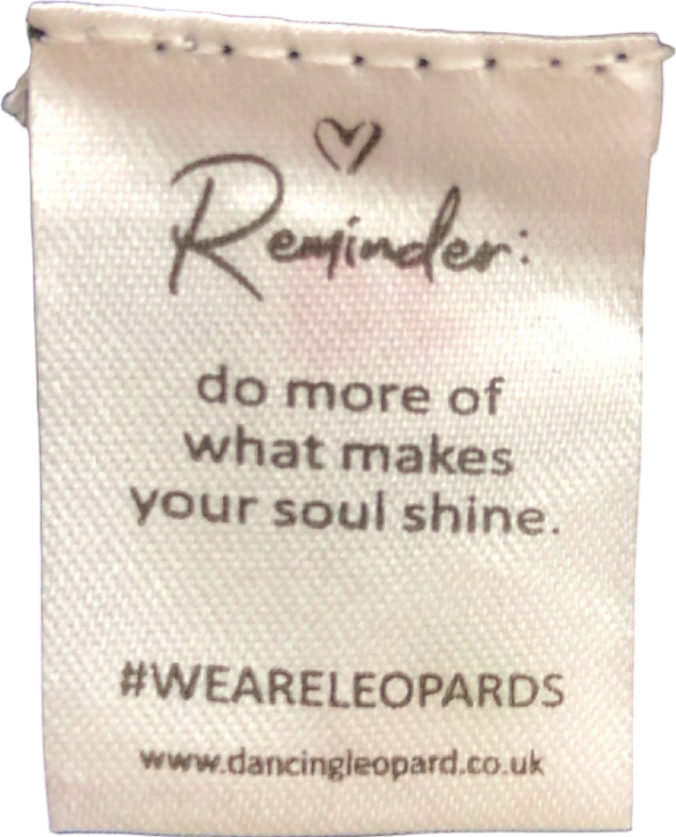 Reminder:
do more of
what makes
your soul shine.
#WEARELEOPARDS
www.dancingleopard.co.uk